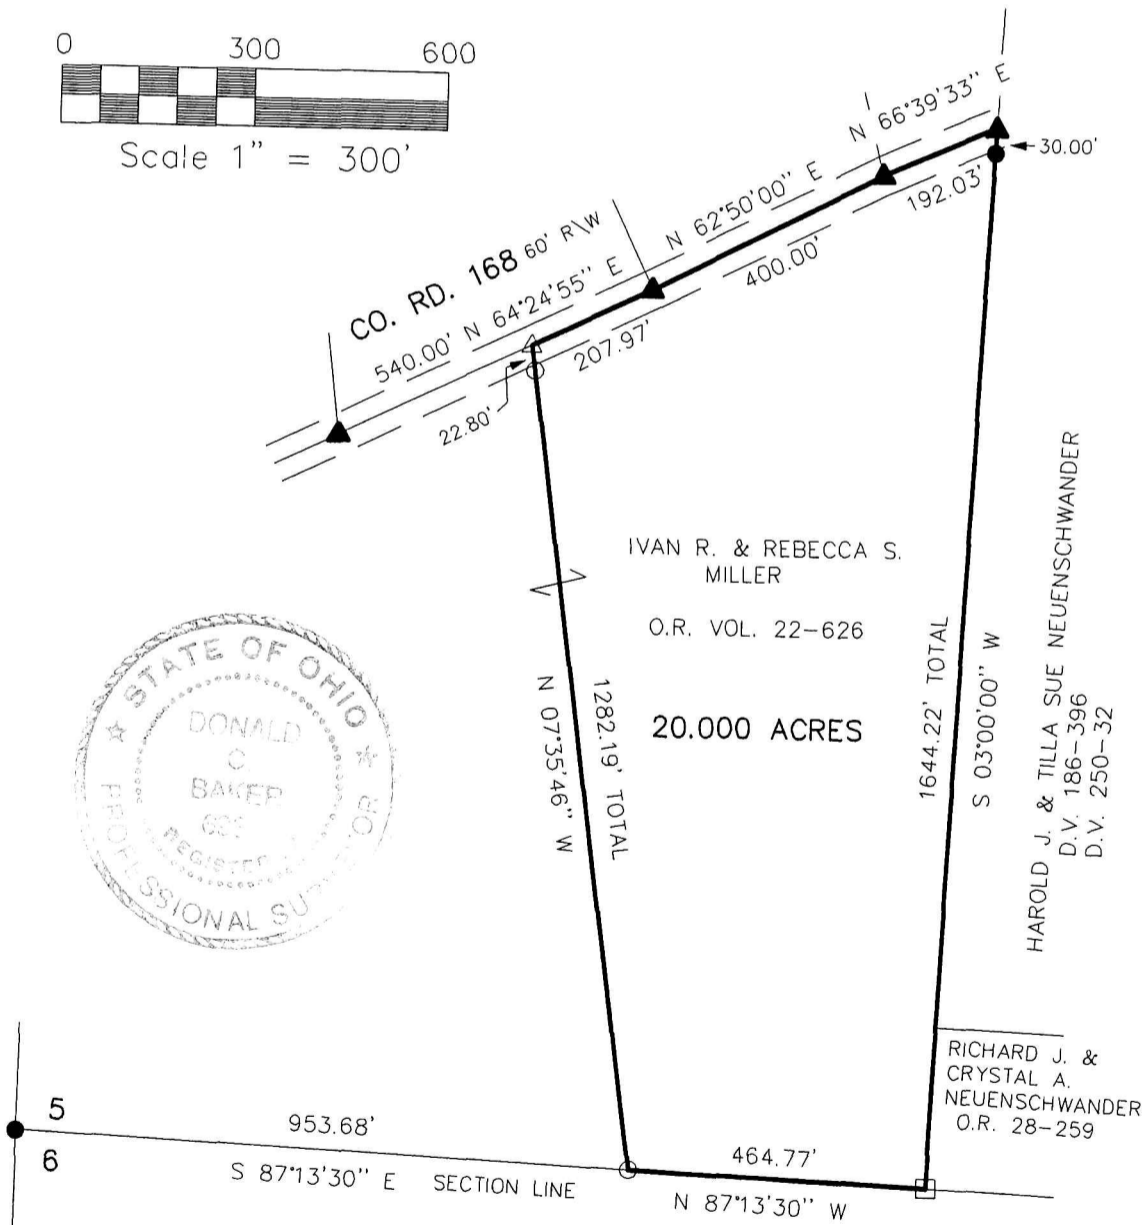 0 300 600
Scale 1" = 300'
N 66°39'33" E
30.00'
192.03'
N 62°50'00" E
400.00'
CO. RD. 168 60' R\W
540.00' N 64°24'55" E
207.97'
22.80'
IVAN R. & REBECCA S.
MILLER
O.R. VOL. 22-626
20.000 ACRES
N 07°35'46" W
1282.19' TOTAL
1644.22' TOTAL
S 03°00'00" W
HAROLD J. & TILLA SUE NEUENSCHWANDER
D.V. 186-396
D.V. 250-32
STATE OF OHIO
DONALD
C
BAKER
PROFESSIONAL
RICHARD J. &
CRYSTAL A.
NEUENSCHWANDER
O.R. 28-259
5
6
953.68'
S 87°13'30" E SECTION LINE
464.77'
N 87°13'30" W